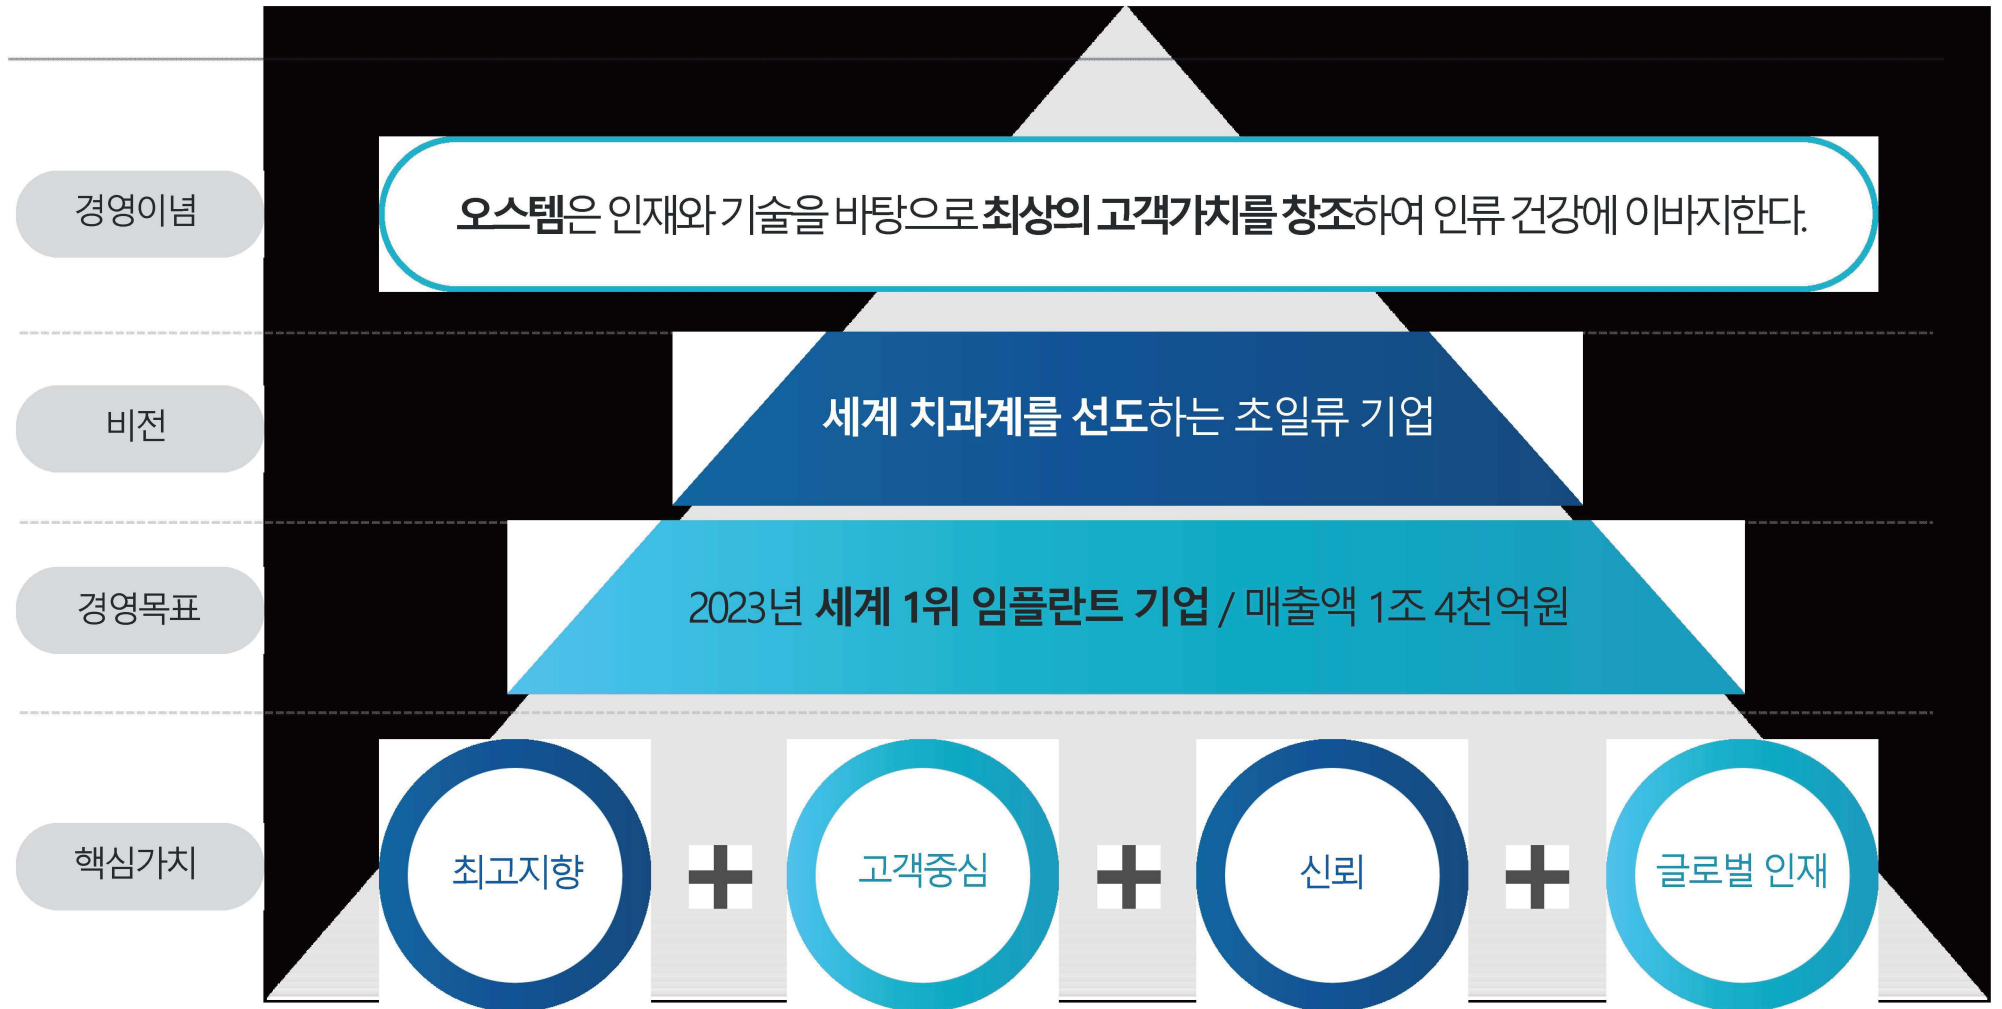 경영이념
오스템은 인재와 기술을 바탕으로 최상의 고객가치를 창조하여 인류 건강에 이바지한다.
비전
세계 치과계를 선도하는 초일류 기업
경영목표
2023년 세계 1위 임플란트 기업 / 매출액 1조 4천억원
핵심가치
최고지향 + 고객중심 + 신뢰 + 글로벌 인재